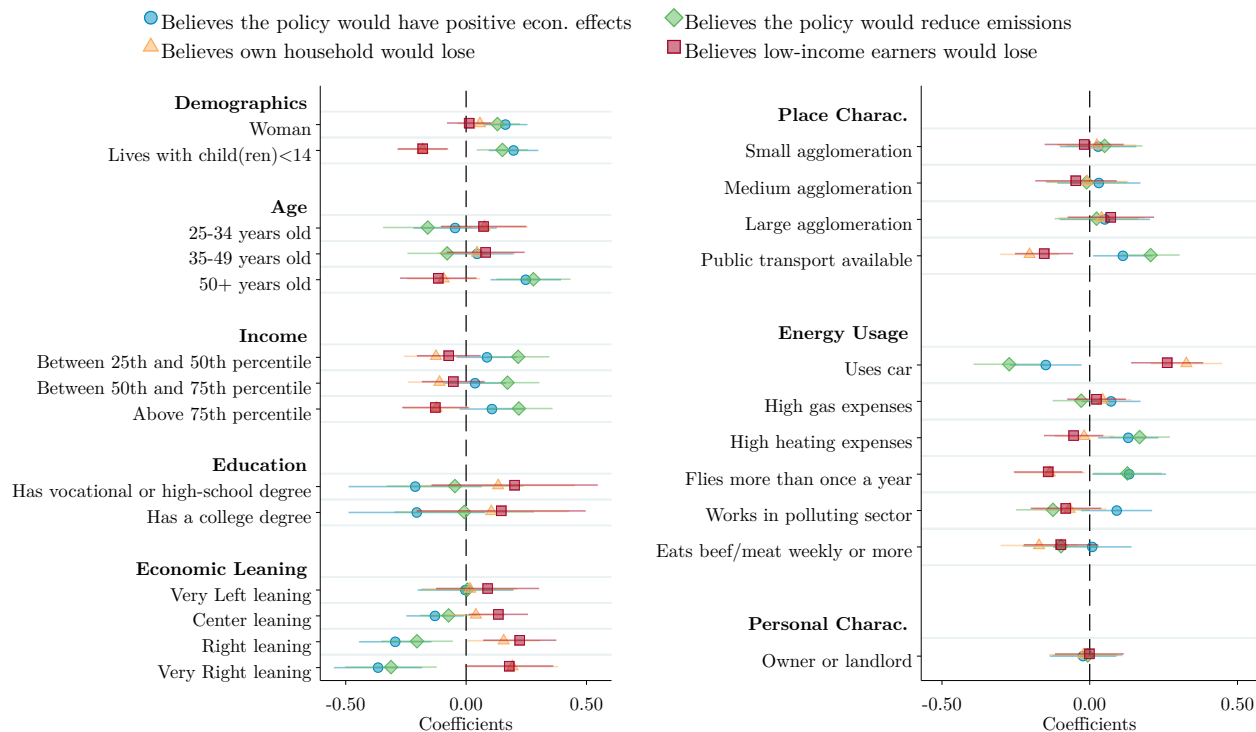 Believes the policy would have positive econ. effects
Believes the policy would reduce emissions
Believes own household would lose
Believes low-income earners would lose
Demographics
Woman
Lives with child(ren)<14
Age
25-34 years old
35-49 years old
50+ years old
Income
Between 25th and 50th percentile
Between 50th and 75th percentile
Above 75th percentile
Education
Has vocational or high-school degree
Has a college degree
Economic Leaning
Very Left leaning
Center leaning
Right leaning
Very Right leaning
-0.50 0.00 0.50
Coefficients
Place Charac.
Small agglomeration
Medium agglomeration
Large agglomeration
Public transport available
Energy Usage
Uses car
High gas expenses
High heating expenses
Flies more than once a year
Works in polluting sector
Eats beef/meat weekly or more
Personal Charac.
Owner or landlord
-0.50 0.00 0.50
Coefficients